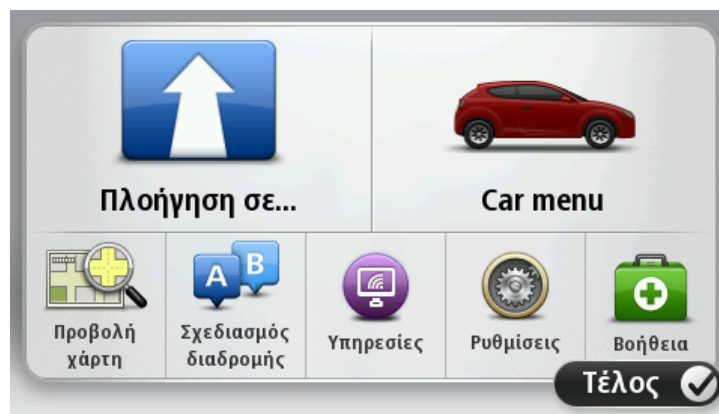 Πλοήγηση σε...
Car menu
Προβολή
χάρτη
A B
Σχεδιασμός
διαδρομής
Υπηρεσίες
Ρυθμίσεις
Βοήθεια
Τέλος